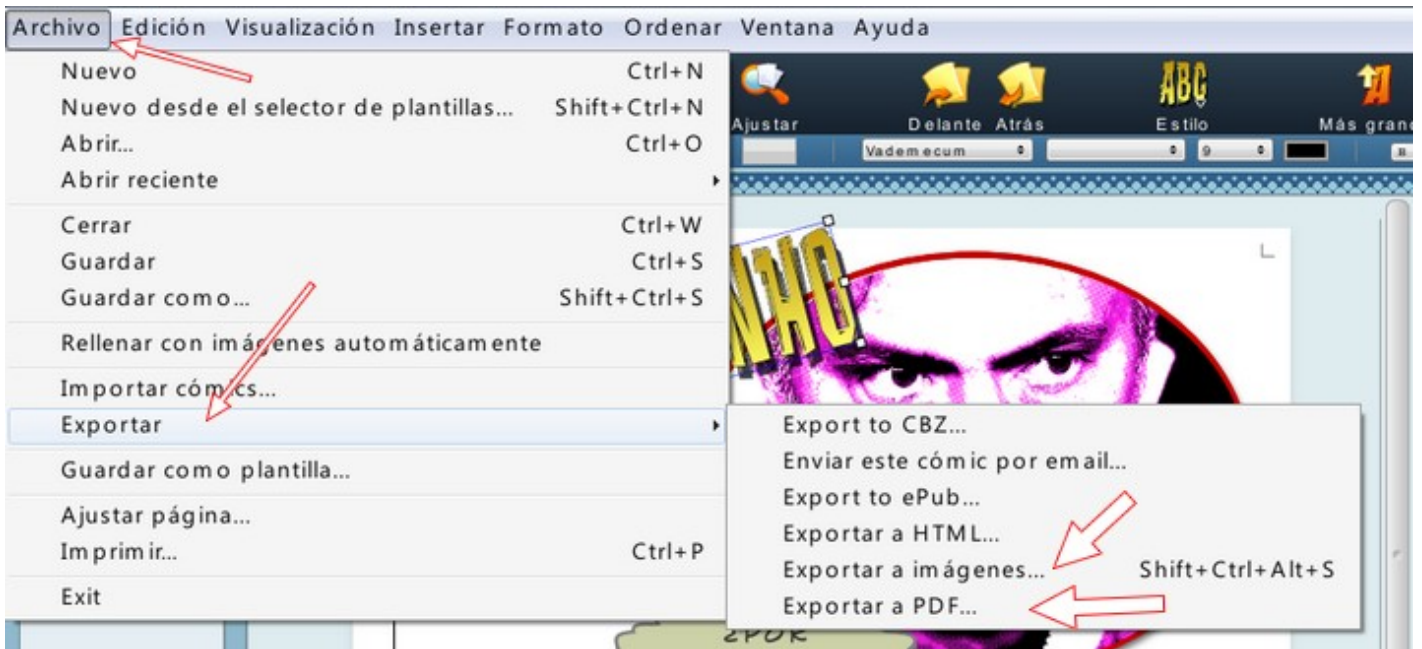 Archivo Edición Visualización Insertar Formato Ordenar Ventana Ayuda
Nuevo Ctrl+N
Nuevo desde el selector de plantillas... Shift+Ctrl+N
Abrir... Ctrl+O
Abrir reciente
Cerrar Ctrl+W
Guardar Ctrl+S
Guardar como... Shift+Ctrl+S
Rellenar con imágenes automáticamente
Importar cómics...
Exportar
Guardar como plantilla...
Ajustar página...
Imprimir... Ctrl+P
Exit
ABC
Ajustar Delante Atrás Estilo Más gran
Vademecum 9 B
Export to CBZ...
Enviar este cómic por email...
Export to ePub...
Exportar a HTML...
Exportar a imágenes... Shift+Ctrl+Alt+S
Exportar a PDF...
¿POR